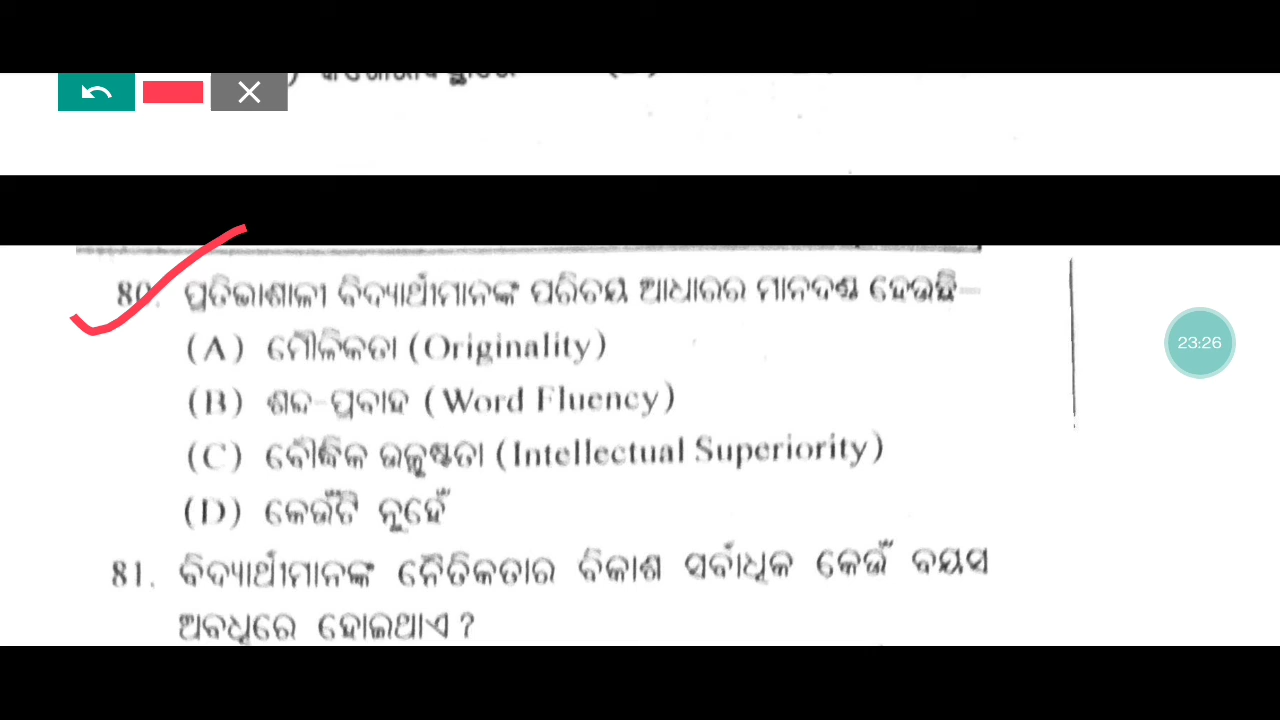 80. ପ୍ରତିଭାଶାଳୀ ବିଦ୍ୟାର୍ଥୀମାନଙ୍କ ପରିଚୟ ଆଧାରର ମାନଦଣ୍ଡ ହେଉଛି–
(A) ମୌଳିକତା (Originality)
(B) ଶବ୍ଦ-ପ୍ରବାହ (Word Fluency)
23:26
(C) ବୌଦ୍ଧିକ ଉତ୍କୃଷ୍ଟତା (Intellectual Superiority)
(D) କେଉଁଟି ନୁହେଁ
81. ବିଦ୍ୟାର୍ଥୀମାନଙ୍କ ନୈତିକତାର ବିକାଶ ସର୍ବାଧିକ କେଉଁ ବୟସ
ଅବଧିରେ ହୋଇଥାଏ ?